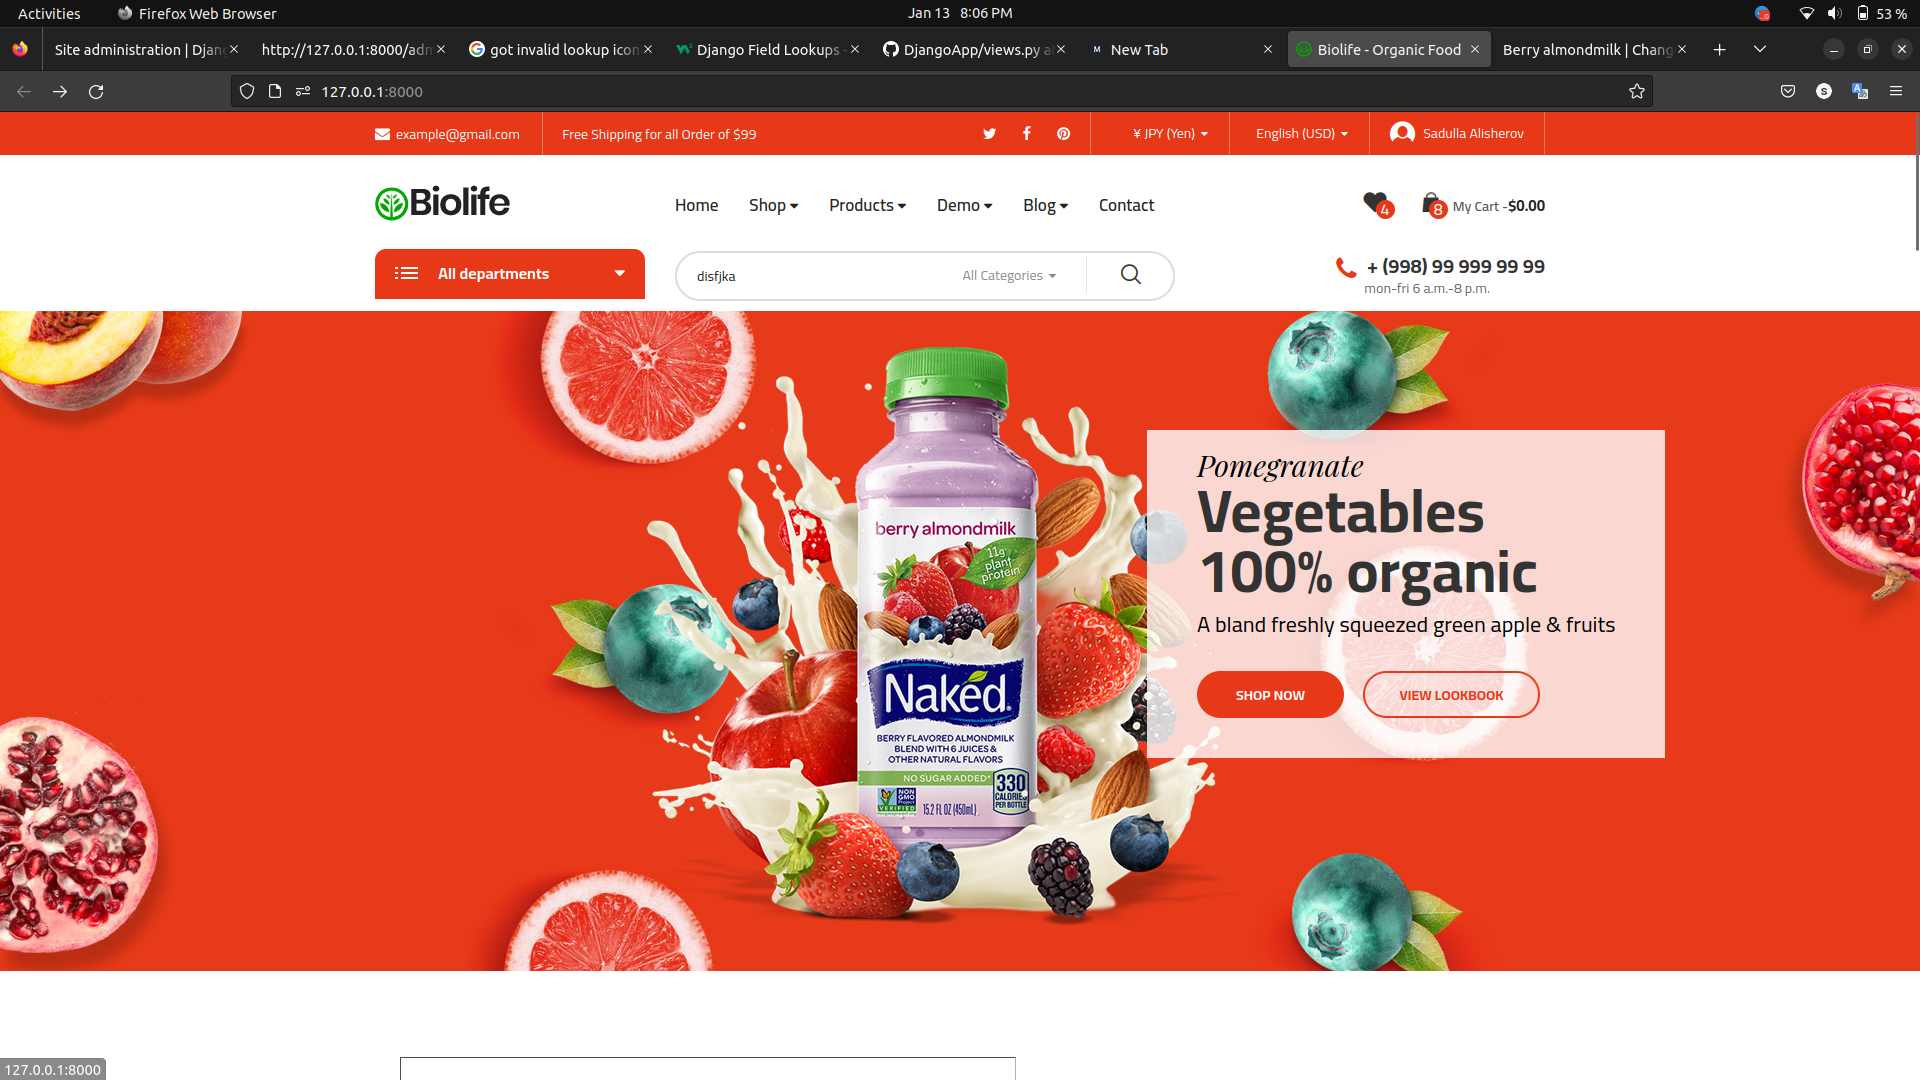 Activities
Firefox Web Browser
Jan 13 8:06 PM
53 %
Site administration | Djan
http://127.0.0.1:8000/adm
got invalid lookup icon
Django Field Lookups -
DjangoApp/views.py a
New Tab
Biolife - Organic Food
Berry almondmilk | Chang
127.0.0.1:8000
example@gmail.com
Free Shipping for all Order of $99
¥ JPY (Yen)
English (USD)
Sadulla Alisherov
Biolife
Home
Shop
Products
Demo
Blog
Contact
4
8
My Cart -$0.00
All departments
disfjka
All Categories
+ (998) 99 999 99 99
mon-fri 6 a.m.-8 p.m.
berry almondmilk
11g
plant
protein
Naked
BERRY FLAVORED ALMONDMILK
BLEND WITH 6 JUICES &
OTHER NATURAL FLAVORS
NO SUGAR ADDED*
NON
GMO
Project
VERIFIED
330
CALORIES
PER BOTTLE
15.2 FL OZ (450mL)
Pomegranate
Vegetables
100% organic
A bland freshly squeezed green apple & fruits
SHOP NOW
VIEW LOOKBOOK
127.0.0.1:8000